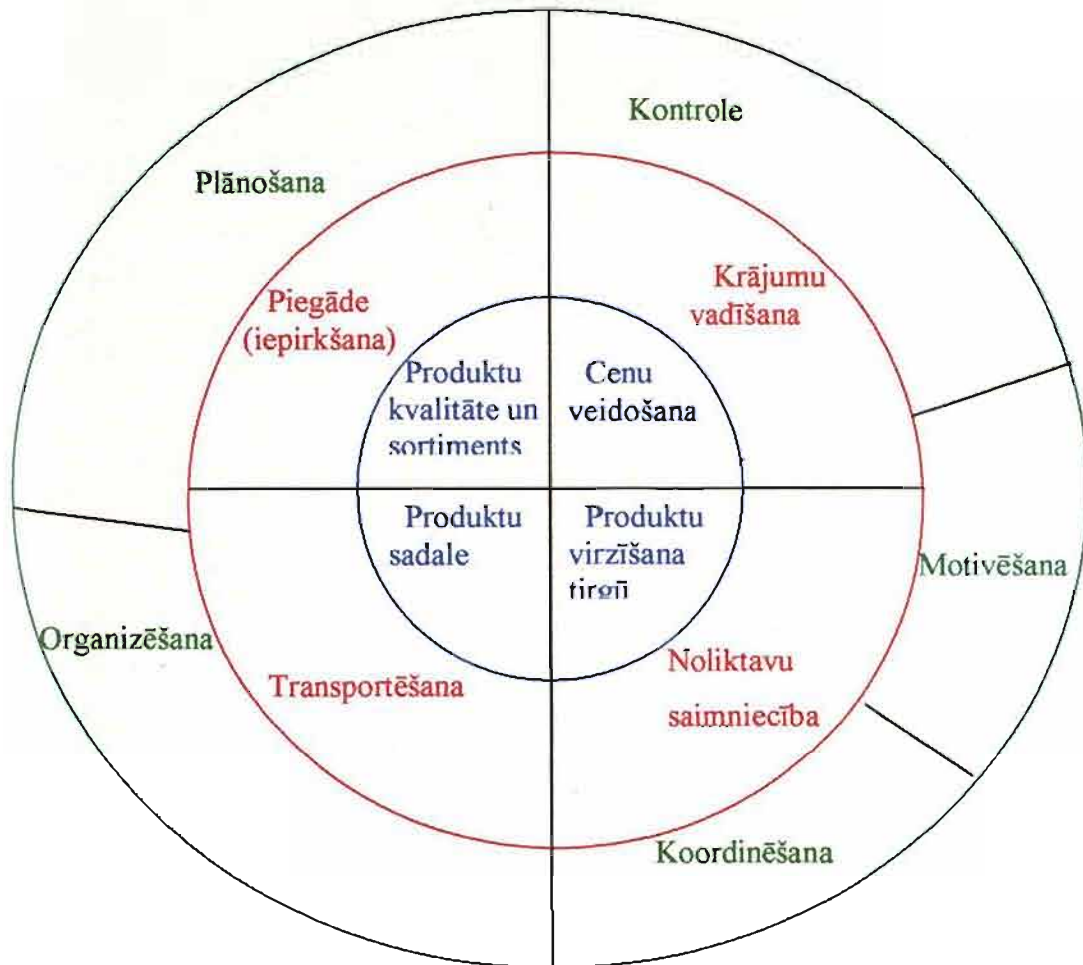 Kontrole
Plānošana
Krājumu
vadīšana
Piegāde
(iepirkšana)
Produktu
kvalitāte un
sortiments
Cenu
veidošana
Produktu
sadale
Produktu
virzīšana
tirgū
Motivēšana
Organizēšana
Transportēšana
Noliktavu
saimniecība
Koordinēšana